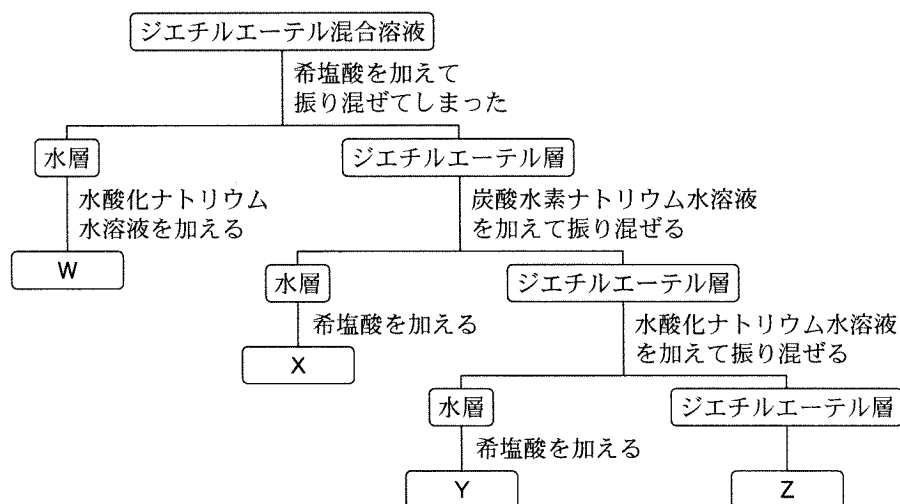 ジエチルエーテル混合溶液
希塩酸を加えて
振り混ぜてしまった
水層
ジエチルエーテル層
水酸化ナトリウム
水溶液を加える
炭酸水素ナトリウム水溶液
を加えて振り混ぜる
W
水層
ジエチルエーテル層
希塩酸を加える
水酸化ナトリウム水溶液
を加えて振り混ぜる
X
水層
ジエチルエーテル層
希塩酸を加える
Y
Z